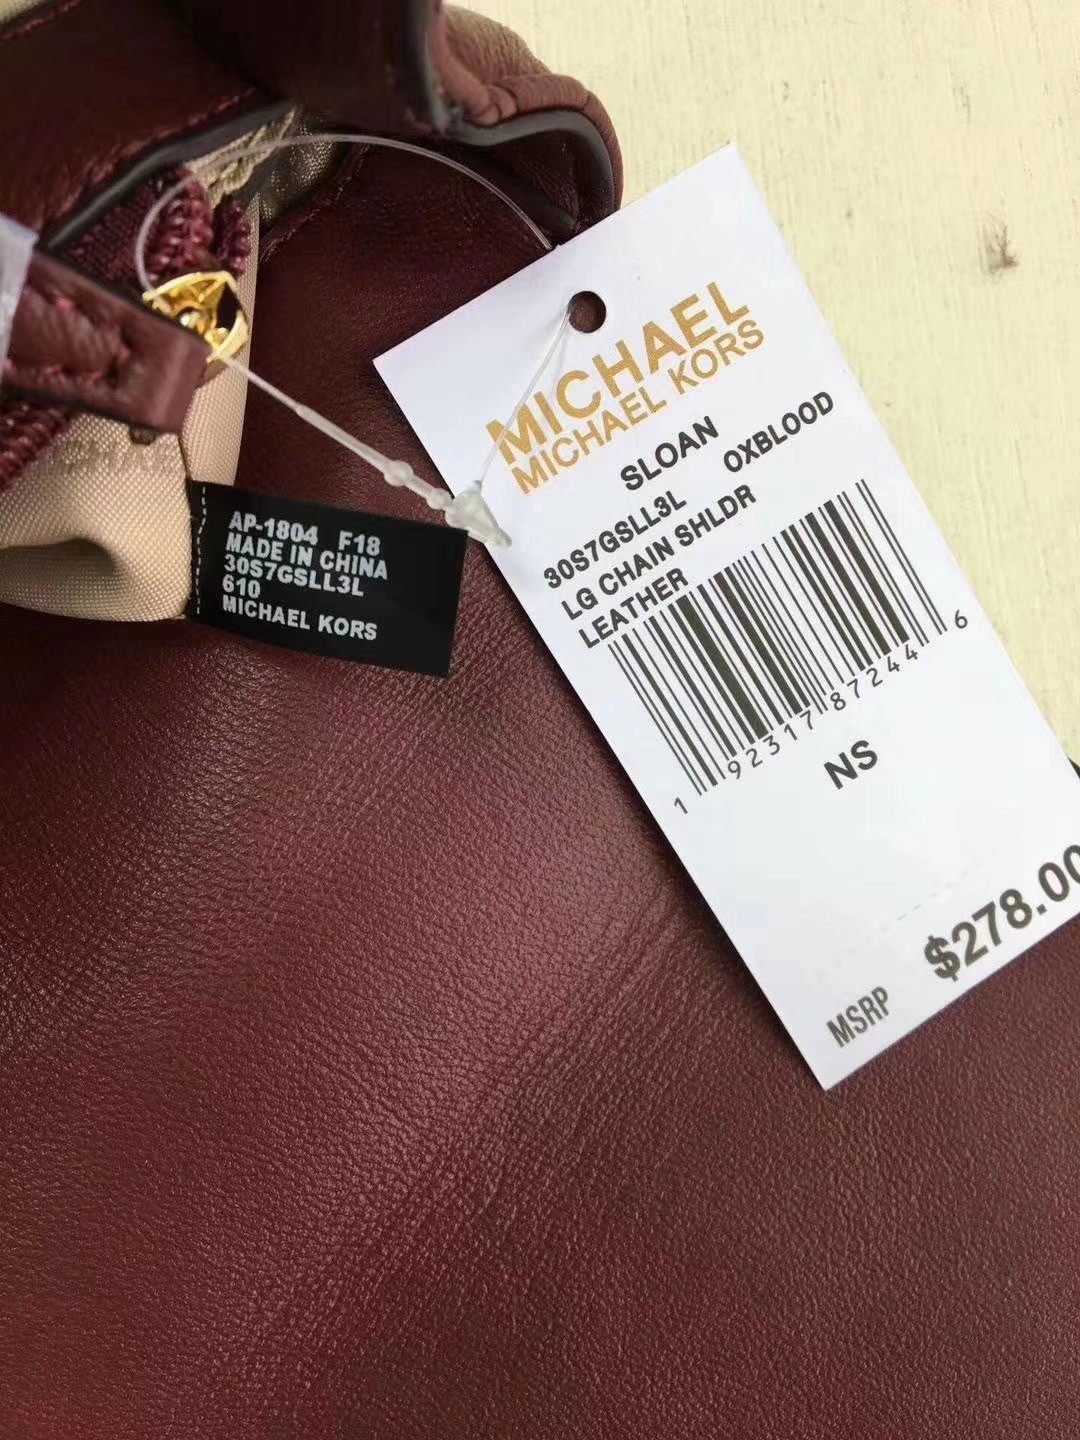 MICHAEL
MICHAEL KORS
SLOAN
30S7GSLL3L OXBLOOD
LG CHAIN SHLDR
LEATHER
1 92317 87244 6
NS
MSRP $278.00
AP-1804 F18
MADE IN CHINA
30S7GSLL3L
610
MICHAEL KORS